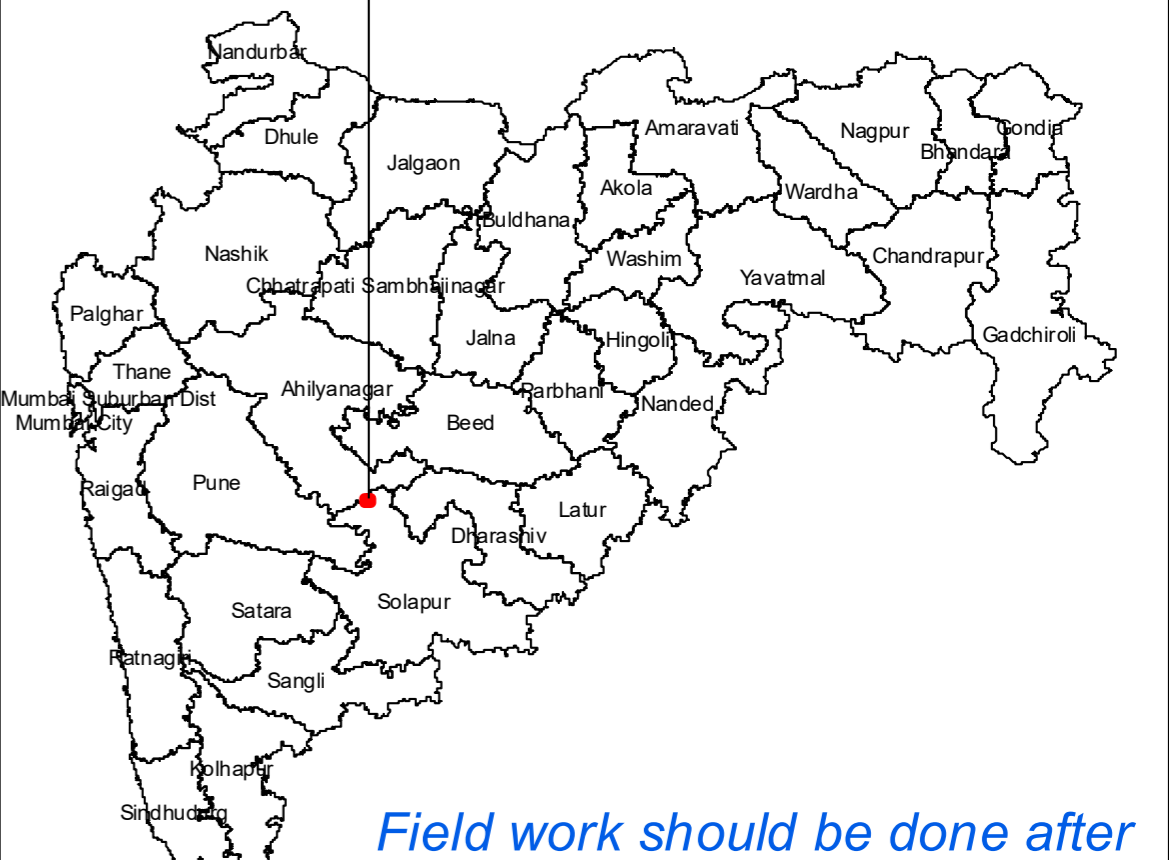 Nandurbar
Dhule
Jalgaon
Amaravati
Nagpur
Gondia
Bhandara
Akola
Wardha
Buldhana
Nashik
Washim
Chandrapur
Chhatrapati Sambhajinagar
Yavatmal
Palghar
Jalna
Hingoli
Gadchiroli
Thane
Ahilyanagar
Parbhani
Mumbai Suburban Dist
Nanded
Mumbai City
Beed
Raigad
Pune
Latur
Dharashiv
Satara
Solapur
Ratnagiri
Sangli
Kolhapur
Sindhudurg
Field work should be done after